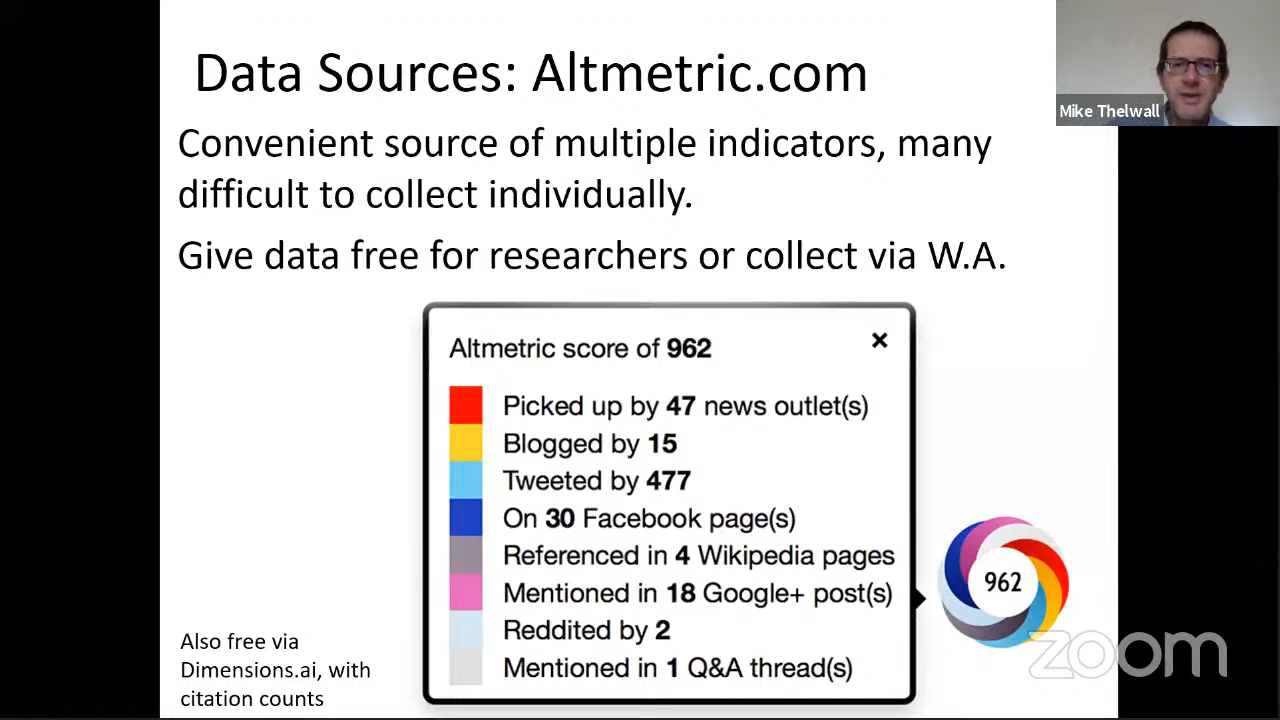 Data Sources: Altmetric.com
Mike Thelwall
Convenient source of multiple indicators, many
difficult to collect individually.
Give data free for researchers or collect via W.A.
Altmetric score of 962
×
Picked up by 47 news outlet(s)
Blogged by 15
Tweeted by 477
On 30 Facebook page(s)
Referenced in 4 Wikipedia pages
Mentioned in 18 Google+ post(s)
Reddited by 2
Mentioned in 1 Q&A thread(s)
962
Also free via
Dimensions.ai, with
citation counts
zoom